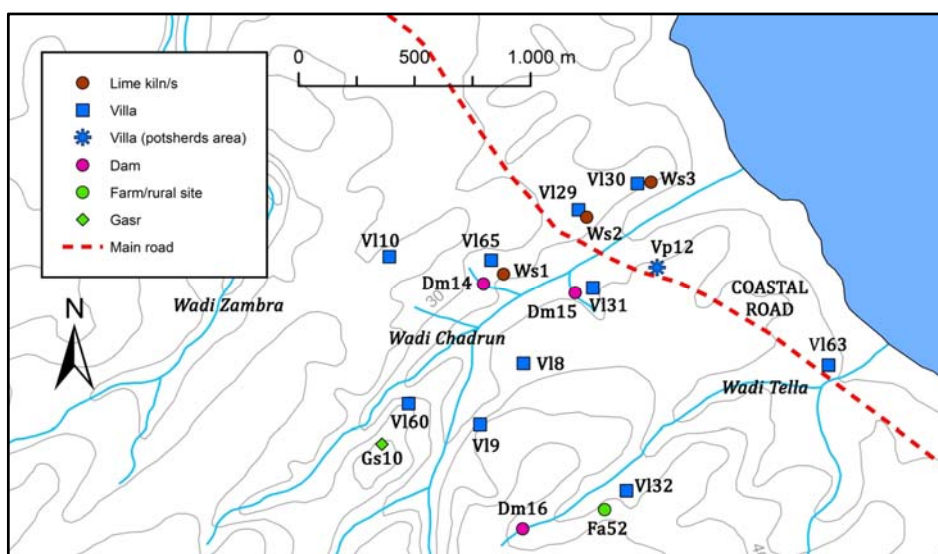 0 500 1.000 m
Lime kiln/s
Villa
Villa (potsherds area)
Dam
Farm/rural site
Gasr
Main road
N
Vl30
Ws3
Vl29
Ws2
Vl10
Vl65
Ws1
Vp12
Dm14
30
Dm15
Vl31
COASTAL
ROAD
Wadi Zambra
Wadi Chadrun
Vl8
Vl63
Wadi Tella
Vl60
Vl9
Gs10
Vl32
Dm16
Fa52